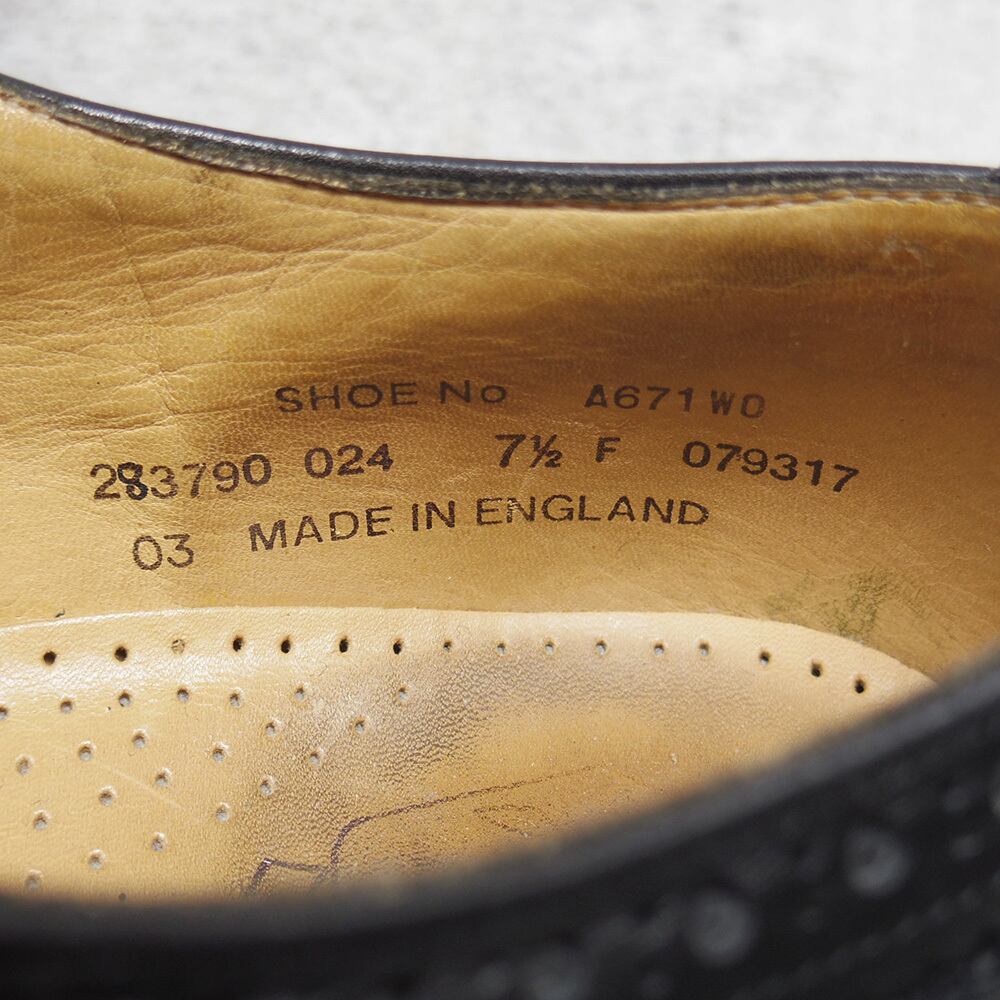 SHOE No A671WO
283790 024 7½ F 079317
03 MADE IN ENGLAND